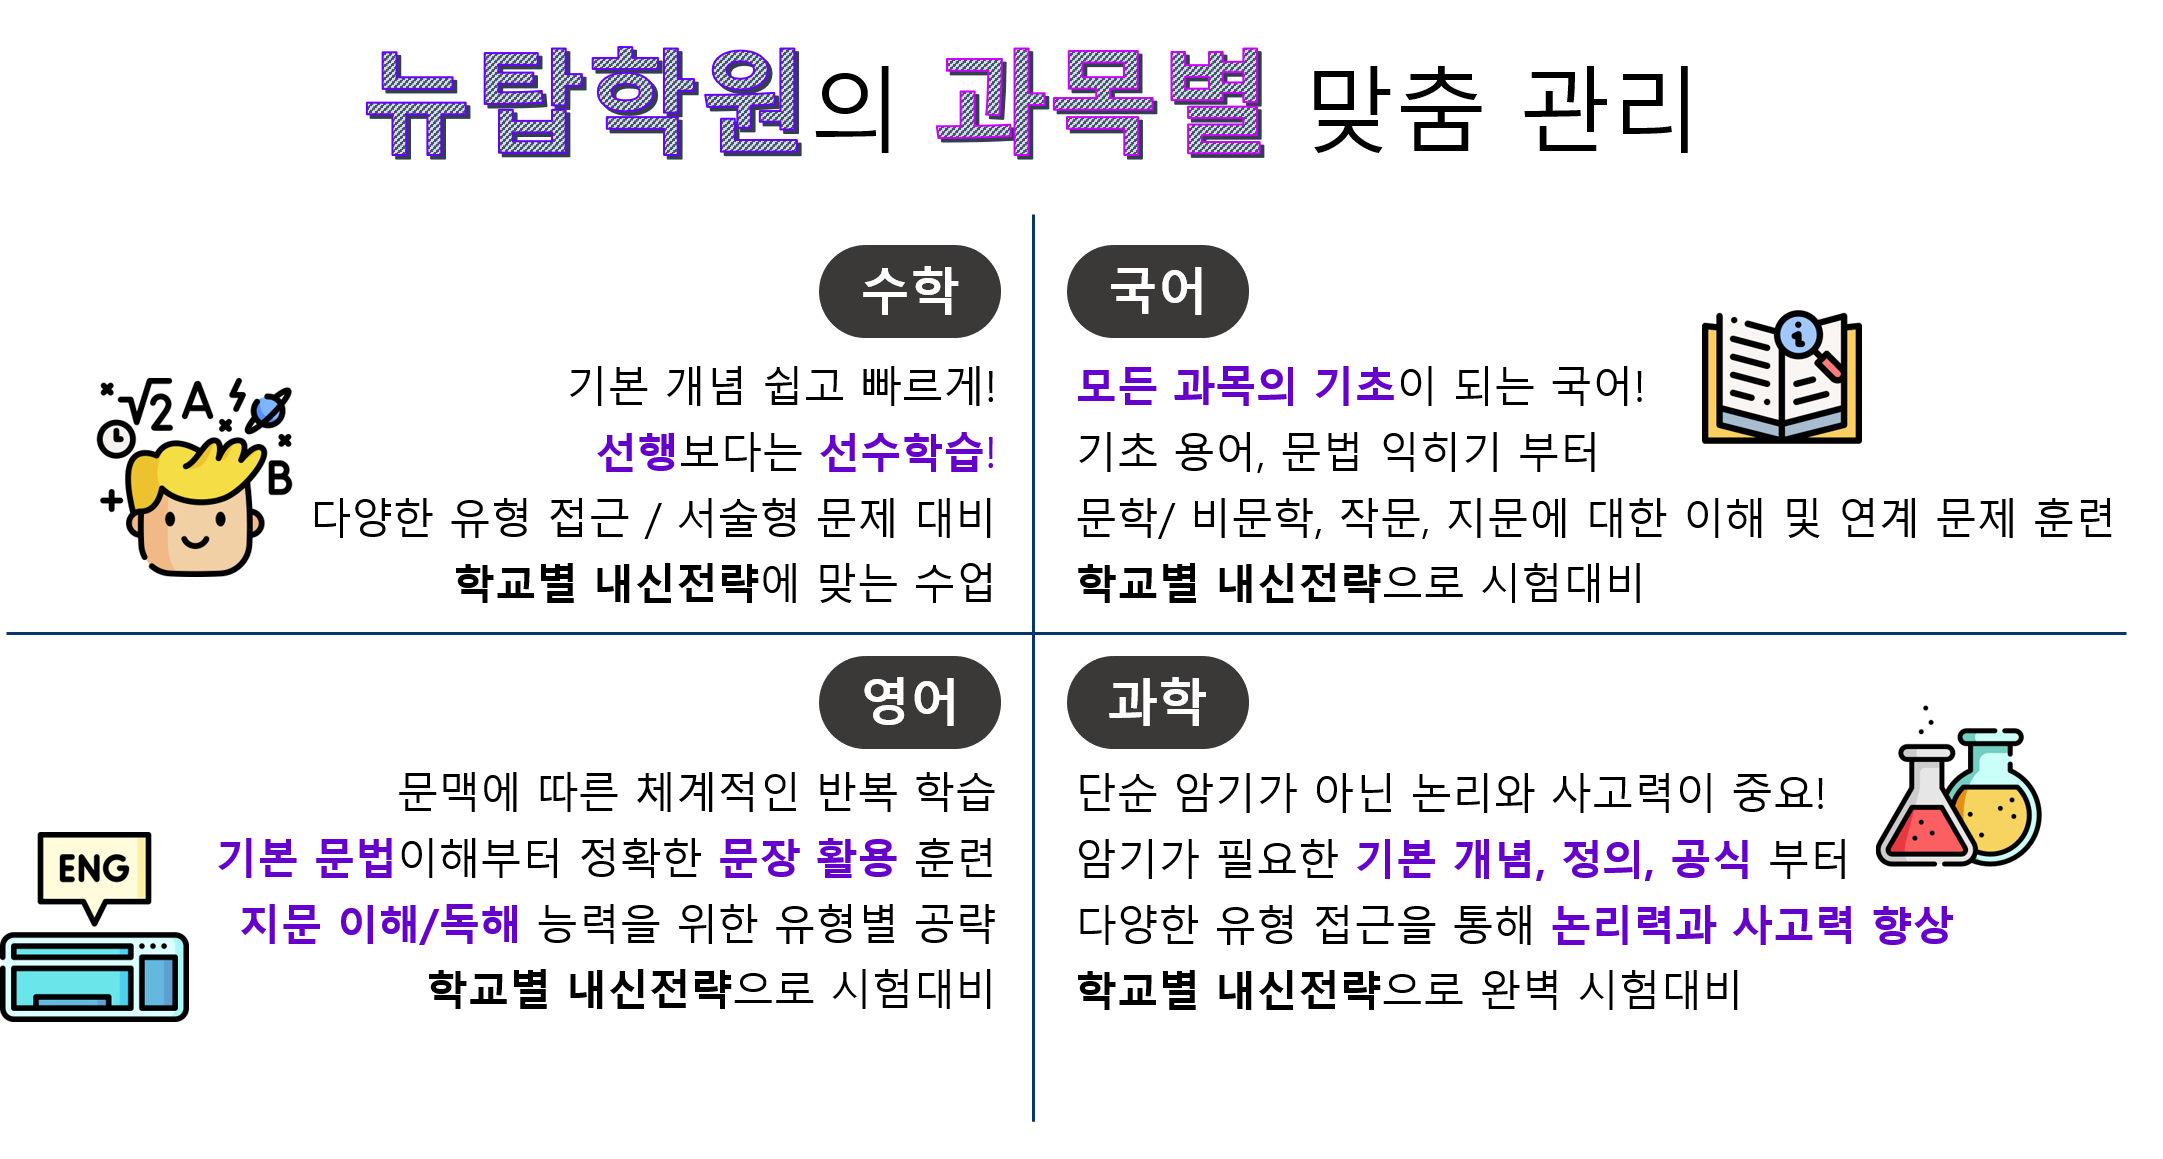 뉴탑학원의 과목별 맞춤 관리
수학
기본 개념 쉽고 빠르게!
선행보다는 선수학습!
다양한 유형 접근 / 서술형 문제 대비
학교별 내신전략에 맞는 수업
√2 A B
국어
모든 과목의 기초이 되는 국어!
기초 용어, 문법 익히기 부터
문학/ 비문학, 작문, 지문에 대한 이해 및 연계 문제 훈련
학교별 내신전략으로 시험대비
i
영어
문맥에 따른 체계적인 반복 학습
기본 문법이해부터 정확한 문장 활용 훈련
지문 이해/독해 능력을 위한 유형별 공략
학교별 내신전략으로 시험대비
ENG
과학
단순 암기가 아닌 논리와 사고력이 중요!
암기가 필요한 기본 개념, 정의, 공식 부터
다양한 유형 접근을 통해 논리력과 사고력 향상
학교별 내신전략으로 완벽 시험대비